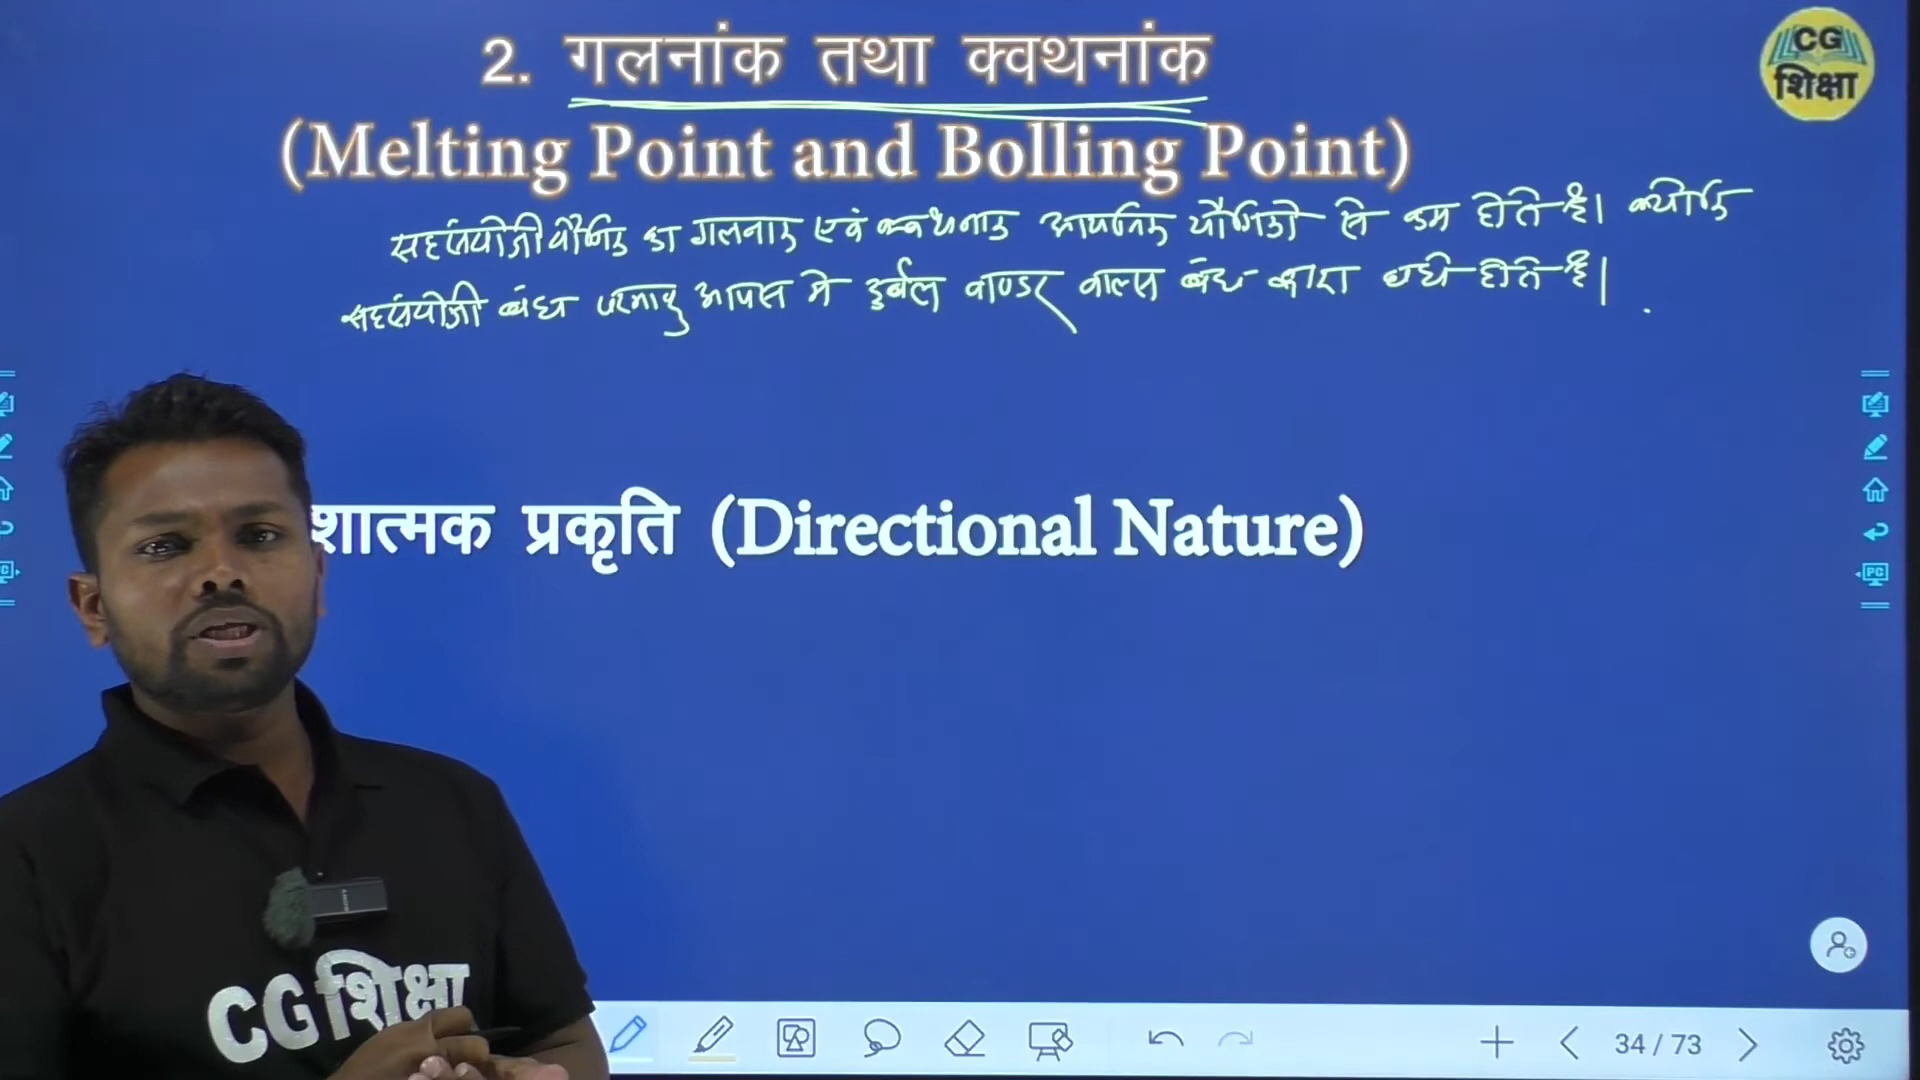 2. गलनांक तथा क्वथनांक
CG
शिक्षा
(Melting Point and Bolling Point)
सहसंयोजी यौगिक का गलनांक एवं क्वथनांक आयनिक यौगिको से कम होते है। क्योकि
सहसंयोजी बंध परमाणु आपस मे दुर्बल वाण्डर वाल्स बंध द्वारा बंधे होते है।
शात्मक प्रकृति (Directional Nature)
PC
CG शिक्षा
34 / 73